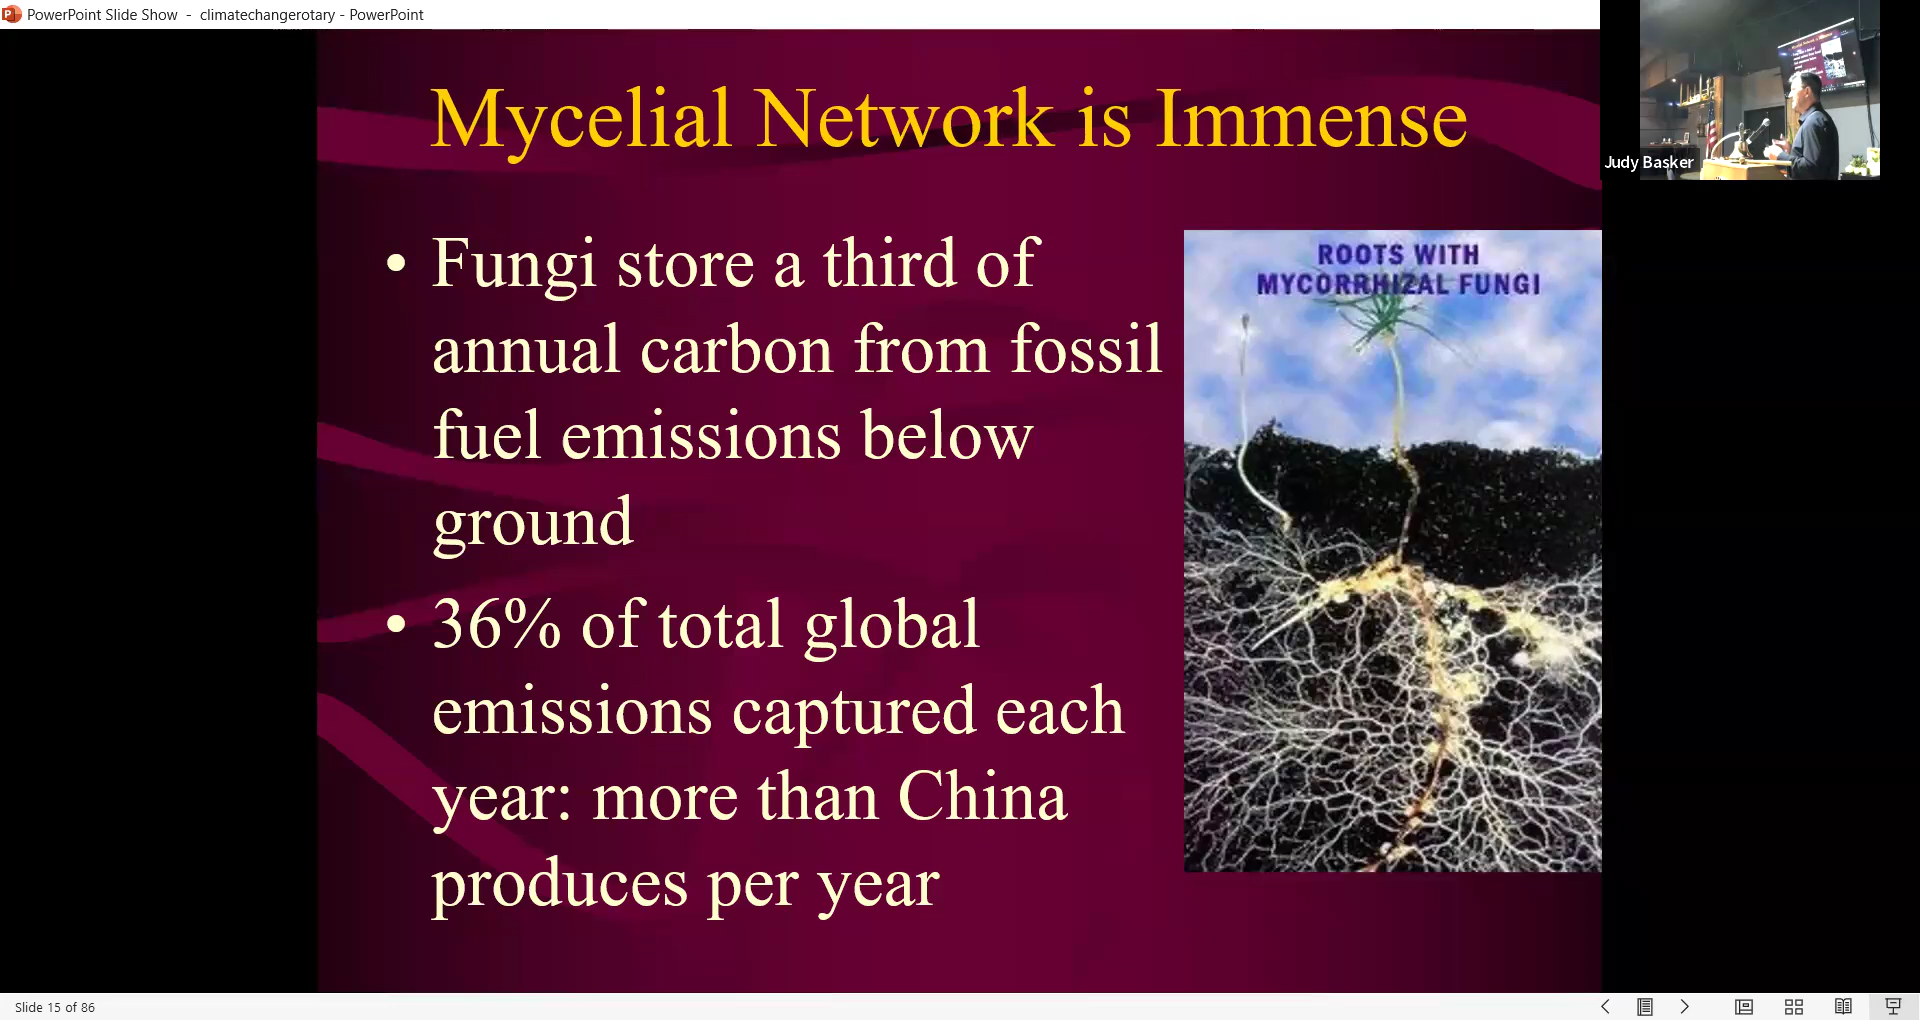 PowerPoint Slide Show - climatechangerotary - PowerPoint
Mycelial Network is Immense
• Fungi store a third of
annual carbon from fossil
fuel emissions below
ground
• 36% of total global
emissions captured each
year: more than China
produces per year
ROOTS WITH
MYCORRHIZAL FUNGI
Judy Basker
Slide 15 of 86